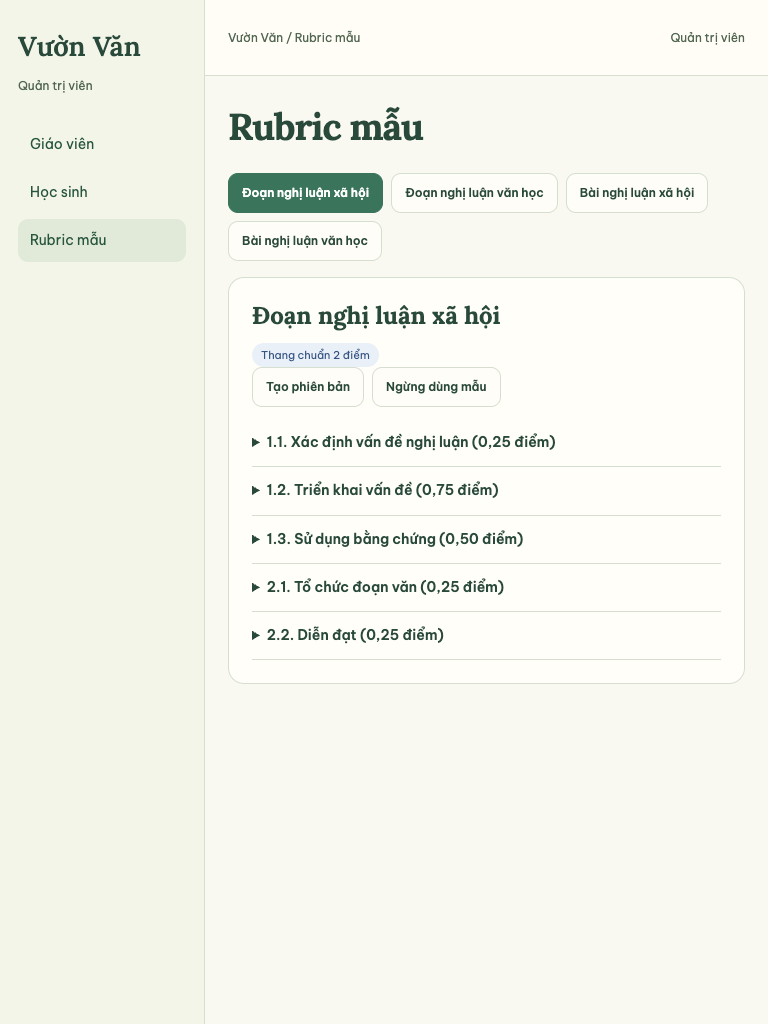 Vườn Văn
Quản trị viên
Giáo viên
Học sinh
Rubric mẫu
Vườn Văn / Rubric mẫu
Quản trị viên
Rubric mẫu
Đoạn nghị luận xã hội
Đoạn nghị luận văn học
Bài nghị luận xã hội
Bài nghị luận văn học
Đoạn nghị luận xã hội
Thang chuẩn 2 điểm
Tạo phiên bản
Ngừng dùng mẫu
1.1. Xác định vấn đề nghị luận (0,25 điểm)
1.2. Triển khai vấn đề (0,75 điểm)
1.3. Sử dụng bằng chứng (0,50 điểm)
2.1. Tổ chức đoạn văn (0,25 điểm)
2.2. Diễn đạt (0,25 điểm)